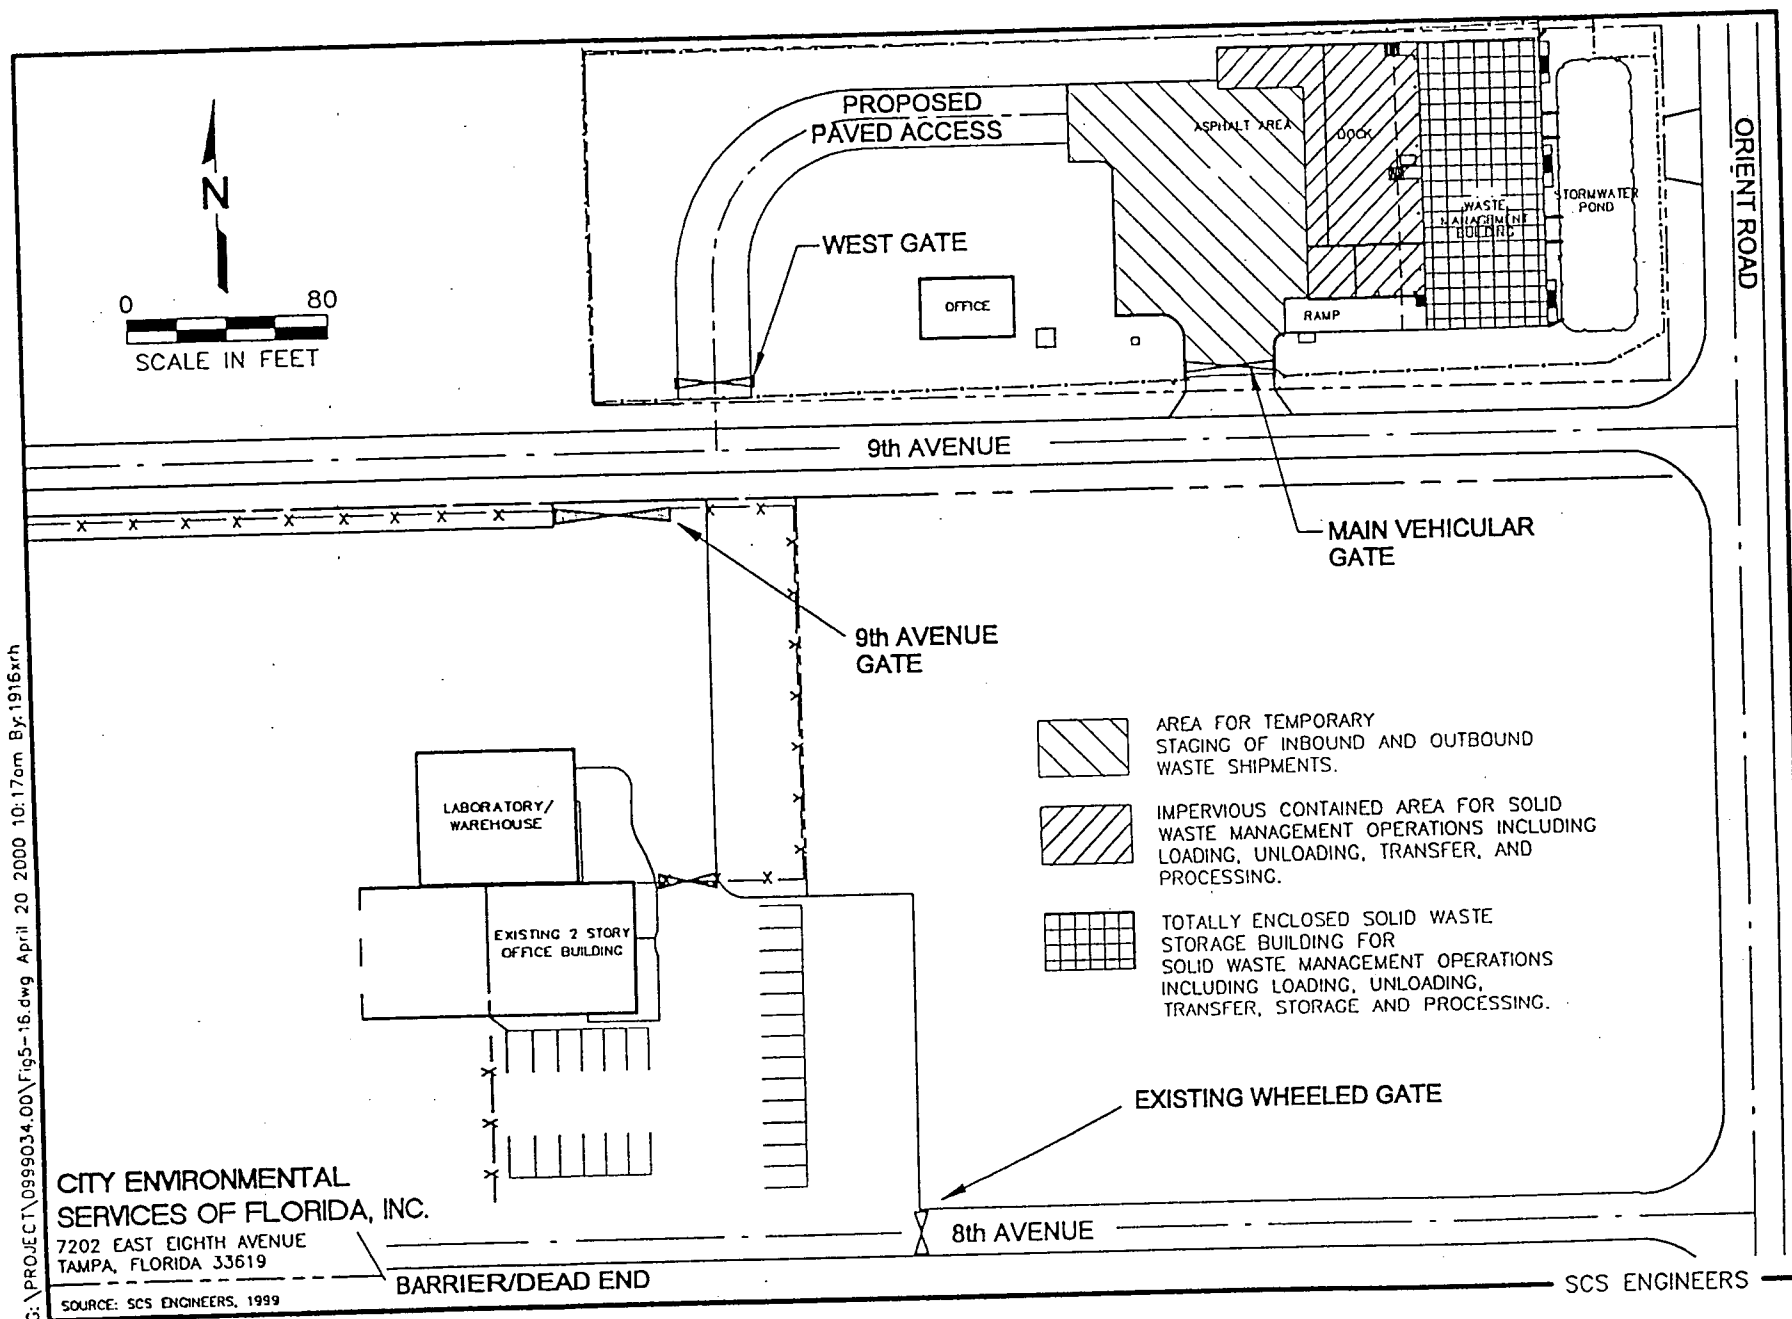 PROPOSED
PAVED ACCESS
ASPHALT AREA
DOCK
WASTE
MANAGEMENT
BUILDING
STORMWATER
POND
ORIENT ROAD
N
WEST GATE
OFFICE
RAMP
0 80
SCALE IN FEET
9th AVENUE
MAIN VEHICULAR
GATE
9th AVENUE
GATE
AREA FOR TEMPORARY
STAGING OF INBOUND AND OUTBOUND
WASTE SHIPMENTS.
IMPERVIOUS CONTAINED AREA FOR SOLID
WASTE MANAGEMENT OPERATIONS INCLUDING
LOADING, UNLOADING, TRANSFER, AND
PROCESSING.
TOTALLY ENCLOSED SOLID WASTE
STORAGE BUILDING FOR
SOLID WASTE MANAGEMENT OPERATIONS
INCLUDING LOADING, UNLOADING,
TRANSFER, STORAGE AND PROCESSING.
LABORATORY/
WAREHOUSE
EXISTING 2 STORY
OFFICE BUILDING
EXISTING WHEELED GATE
8th AVENUE
BARRIER/DEAD END
CITY ENVIRONMENTAL
SERVICES OF FLORIDA, INC.
7202 EAST EIGHTH AVENUE
TAMPA, FLORIDA 33619
SOURCE: SCS ENGINEERS, 1999
SCS ENGINEERS
G:\PROJECT\0999034.00\Fig5-16.dwg April 20 2000 10:17am By:1916xrh